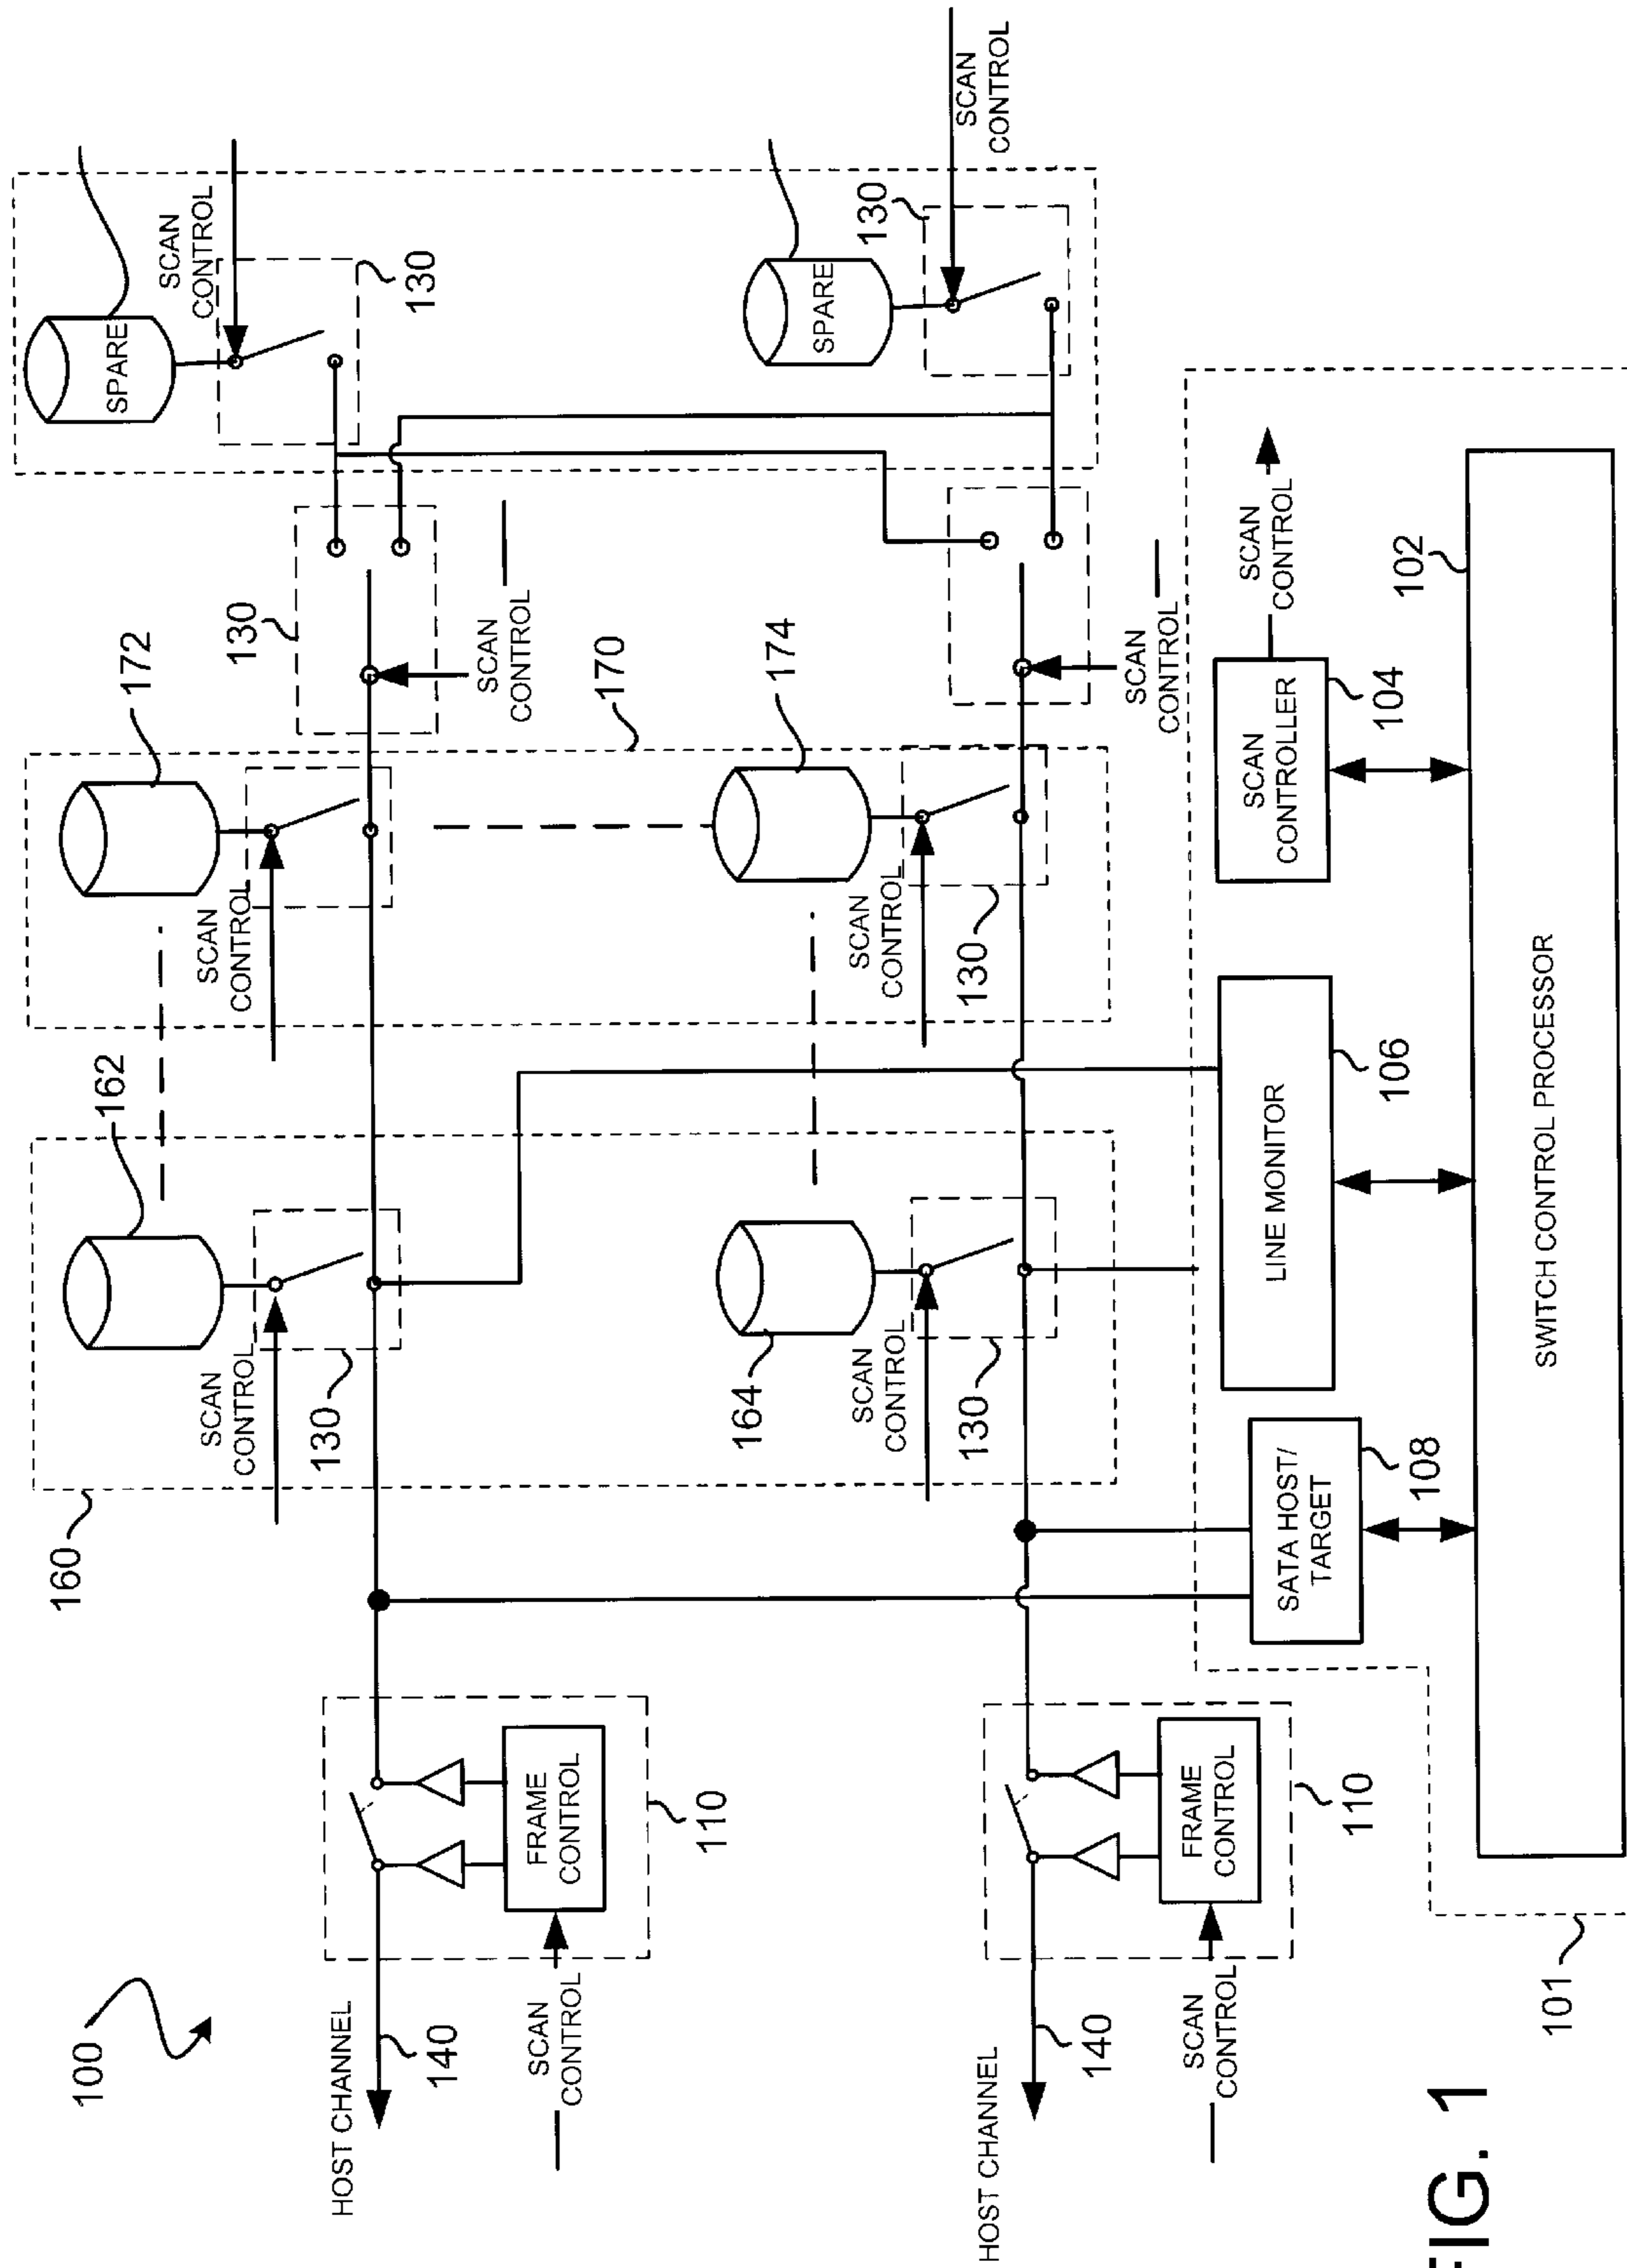 100
HOST CHANNEL
140
SCAN
CONTROL
FRAME
CONTROL
110
160
162
SCAN
CONTROL
130
172
SCAN
CONTROL
170
130
SCAN
CONTROL
SPARE
SCAN
CONTROL
130
HOST CHANNEL
140
SCAN
CONTROL
FRAME
CONTROL
110
164
SCAN
CONTROL
130
174
SCAN
CONTROL
130
SCAN
CONTROL
SPARE
130
SCAN
CONTROL
SATA HOST/
TARGET
108
LINE MONITOR
106
SCAN
CONTROLLER
104
SCAN
CONTROL
102
SWITCH CONTROL PROCESSOR
101
FIG. 1